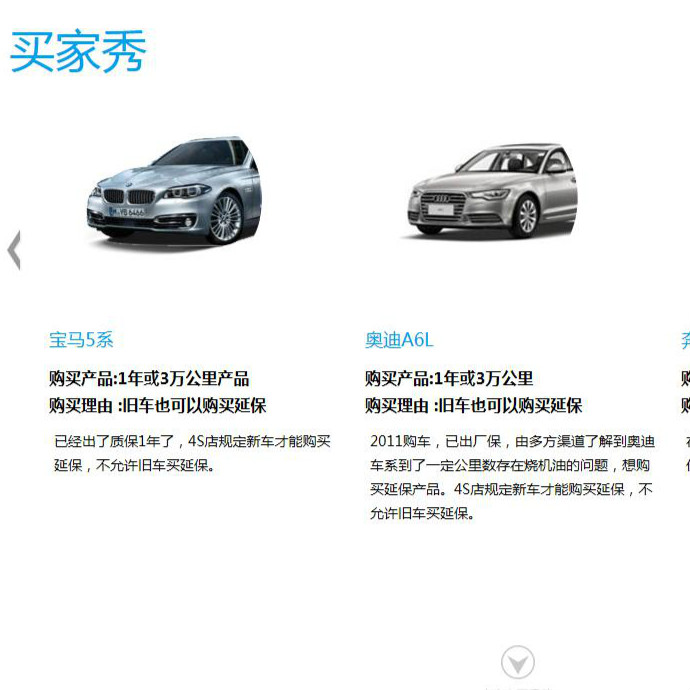 买家秀
M·YB 6466
宝马5系
奥迪A6L
购买产品:1年或3万公里产品
购买理由 :旧车也可以购买延保
购买产品:1年或3万公里
购买理由 :旧车也可以购买延保
已经出了质保1年了，4S店规定新车才能购买
延保，不允许旧车买延保。
2011购车，已出厂保，由多方渠道了解到奥迪
车系到了一定公里数存在烧机油的问题，想购
买延保产品。4S店规定新车才能购买延保，不
允许旧车买延保。